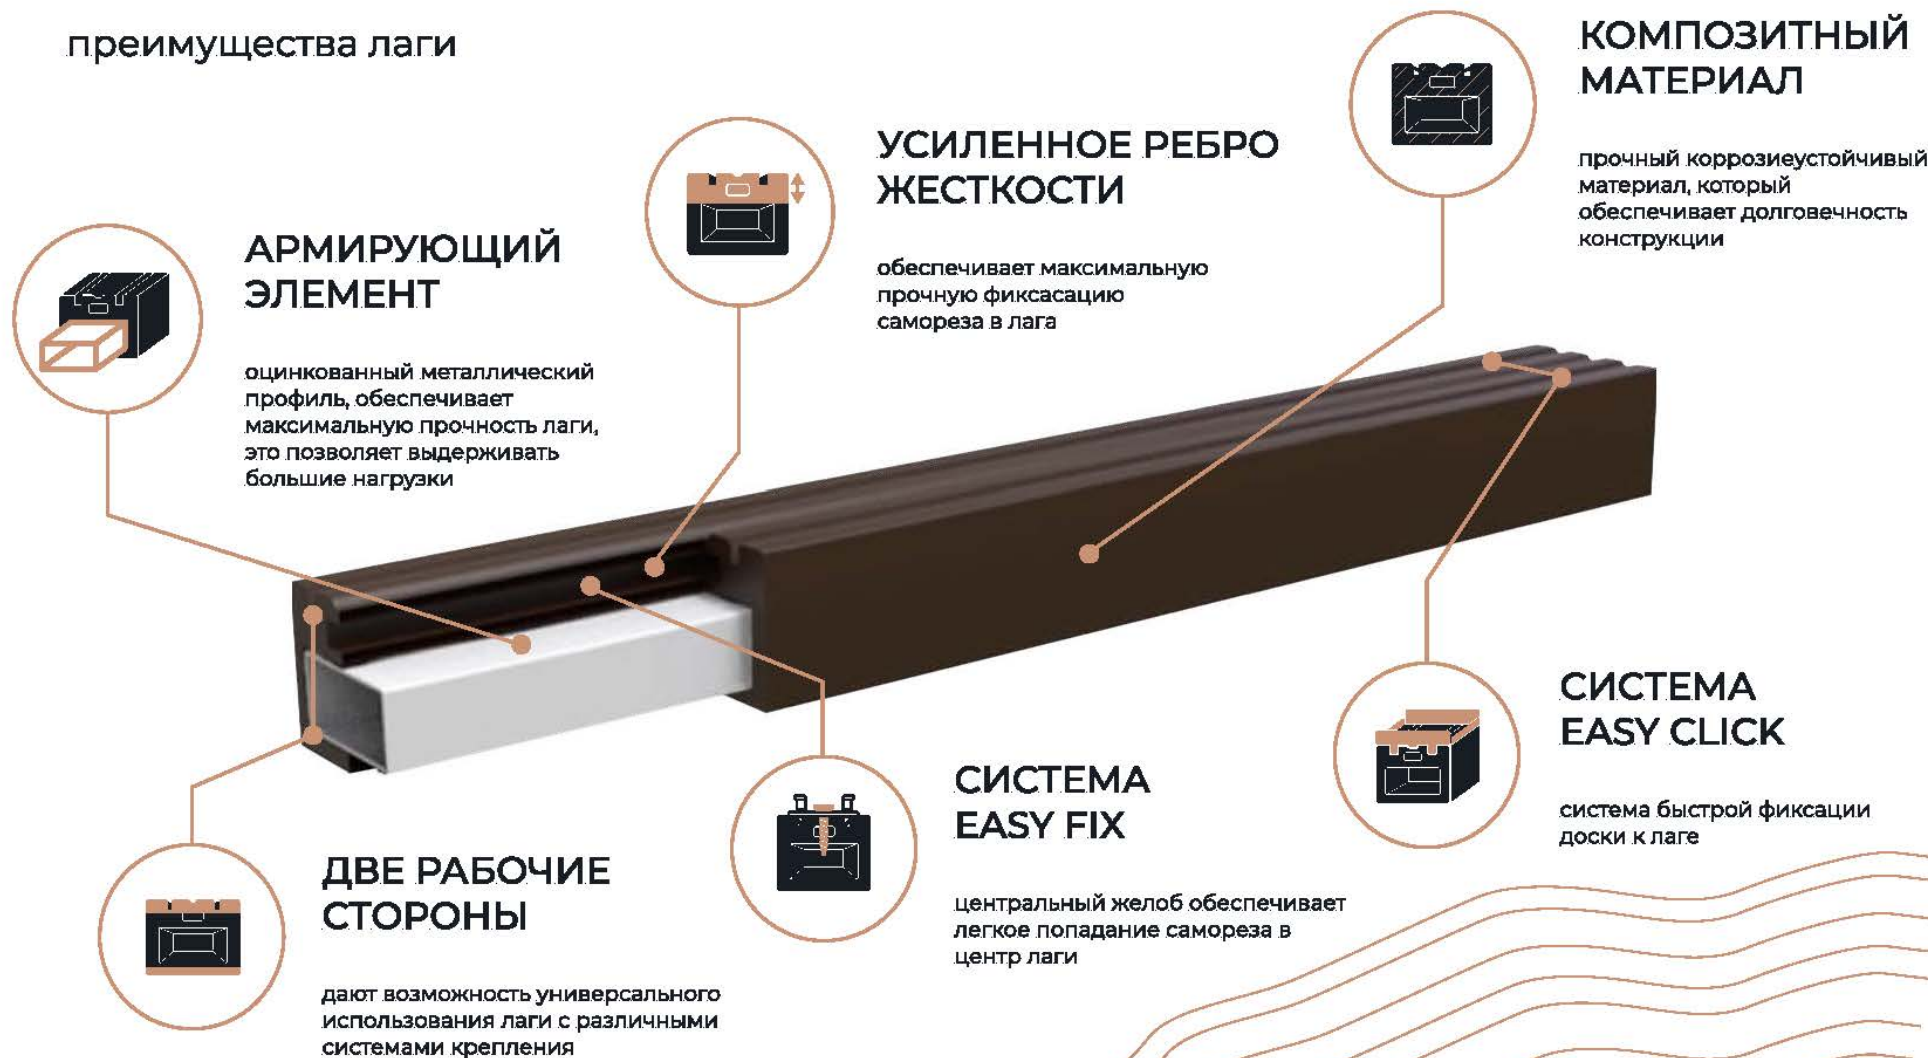 преимущества лаги
АРМИРУЮЩИЙ
ЭЛЕМЕНТ
оцинкованный металлический
профиль, обеспечивает
максимальную прочность лаги,
это позволяет выдерживать
большие нагрузки
УСИЛЕННОЕ РЕБРО
ЖЕСТКОСТИ
обеспечивает максимальную
прочную фиксасацию
самореза в лага
КОМПОЗИТНЫЙ
МАТЕРИАЛ
прочный коррозиеустойчивый
материал, который
обеспечивает долговечность
конструкции
ДВЕ РАБОЧИЕ
СТОРОНЫ
дают возможность универсального
использования лаги с различными
системами крепления
СИСТЕМА
EASY FIX
центральный желоб обеспечивает
легкое попадание самореза в
центр лаги
СИСТЕМА
EASY CLICK
система быстрой фиксации
доски к лаге